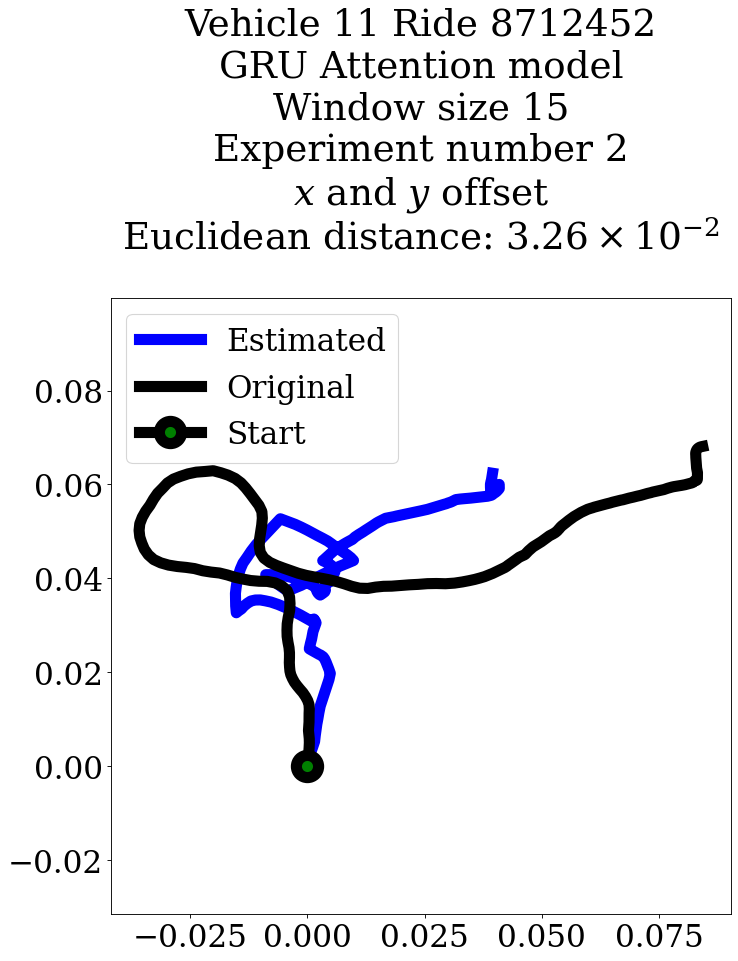 Vehicle 11 Ride 8712452
GRU Attention model
Window size 15
Experiment number 2
x and y offset
Euclidean distance: 3.26 × 10⁻²
Estimated
Original
Start
0.08
0.06
0.04
0.02
0.00
−0.02
−0.025 0.000 0.025 0.050 0.075